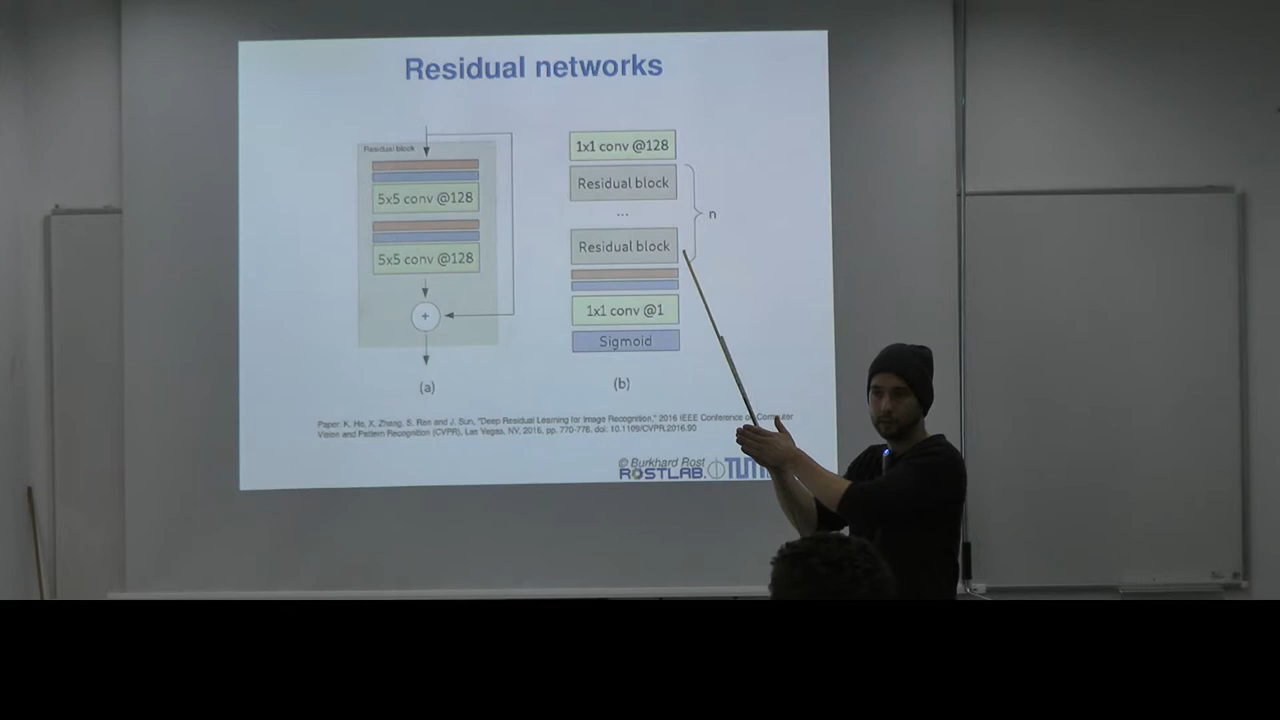 Residual networks
Residual block
5x5 conv @128
5x5 conv @128
+
(a)
1x1 conv @128
Residual block
...
Residual block
n
1x1 conv @1
Sigmoid
(b)
Paper: K. He, X. Zhang, S. Ren and J. Sun, "Deep Residual Learning for Image Recognition," 2016 IEEE Conference on Computer
Vision and Pattern Recognition (CVPR), Las Vegas, NV, 2016, pp. 770-778. doi: 10.1109/CVPR.2016.90
© Burkhard Rost
ROSTLAB.
TUM